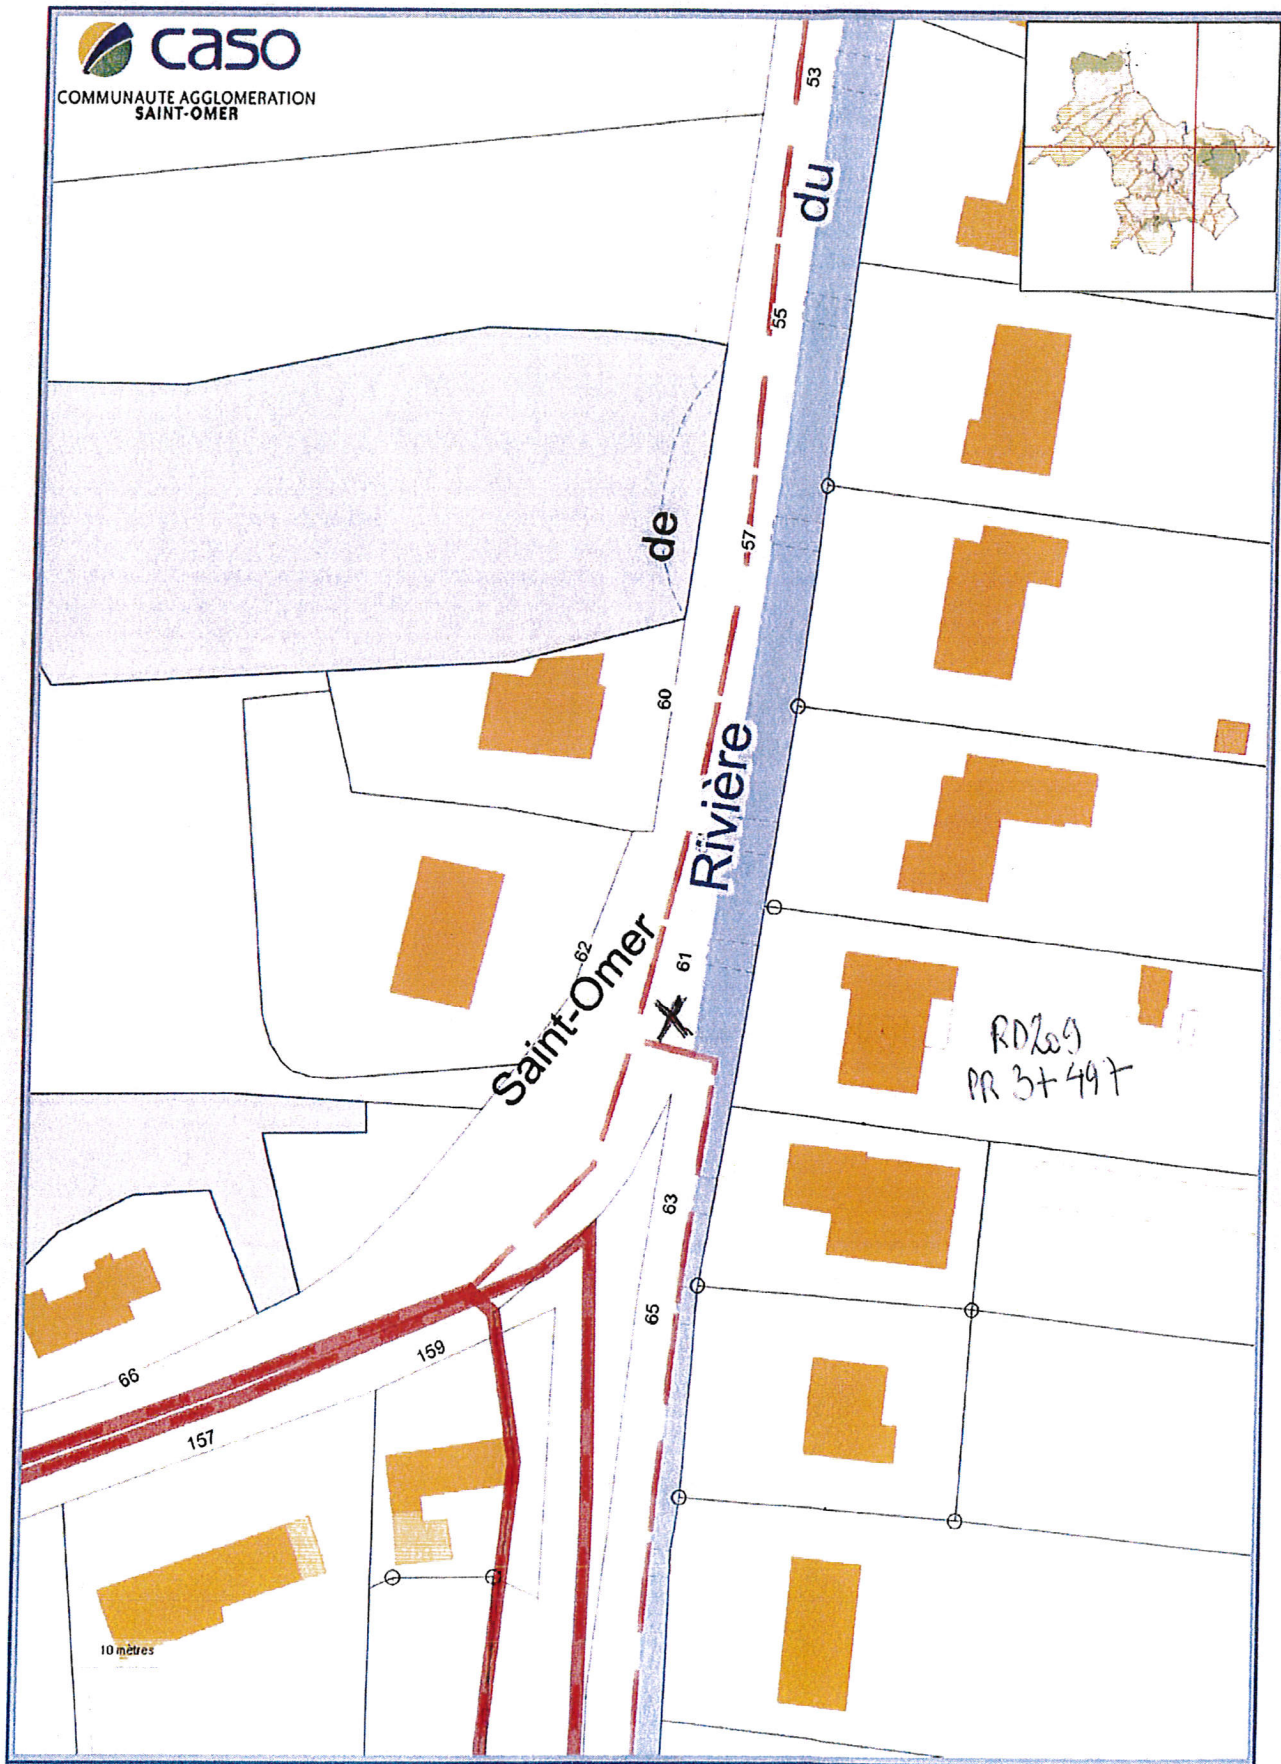 caso
COMMUNAUTE AGGLOMERATION
SAINT-OMER
53
du
55
de
57
60
Rivière
62
Saint-Omer
61
RD209
PR 3+497
63
65
159
66
157
10 mètres